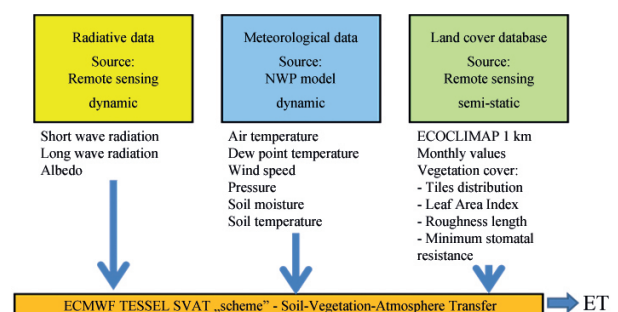 Radiative data
Source:
Remote sensing
dynamic
Meteorological data
Source:
NWP model
dynamic
Land cover database
Source:
Remote sensing
semi-static
Short wave radiation
Long wave radiation
Albedo
Air temperature
Dew point temperature
Wind speed
Pressure
Soil moisture
Soil temperature
ECOCLIMAP 1 km
Monthly values
Vegetation cover:
- Tiles distribution
- Leaf Area Index
- Roughness length
- Minimum stomatal
resistance
ECMWF TESSEL SVAT „scheme” - Soil-Vegetation-Atmosphere Transfer
ET